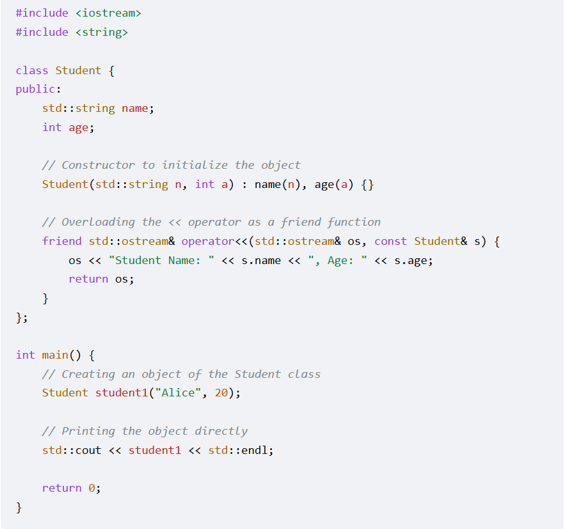 #include <iostream>
#include <string>

class Student {
public:
    std::string name;
    int age;

    // Constructor to initialize the object
    Student(std::string n, int a) : name(n), age(a) {}

    // Overloading the << operator as a friend function
    friend std::ostream& operator<<(std::ostream& os, const Student& s) {
        os << "Student Name: " << s.name << ", Age: " << s.age;
        return os;
    }
};

int main() {
    // Creating an object of the Student class
    Student student1("Alice", 20);

    // Printing the object directly
    std::cout << student1 << std::endl;

    return 0;
}